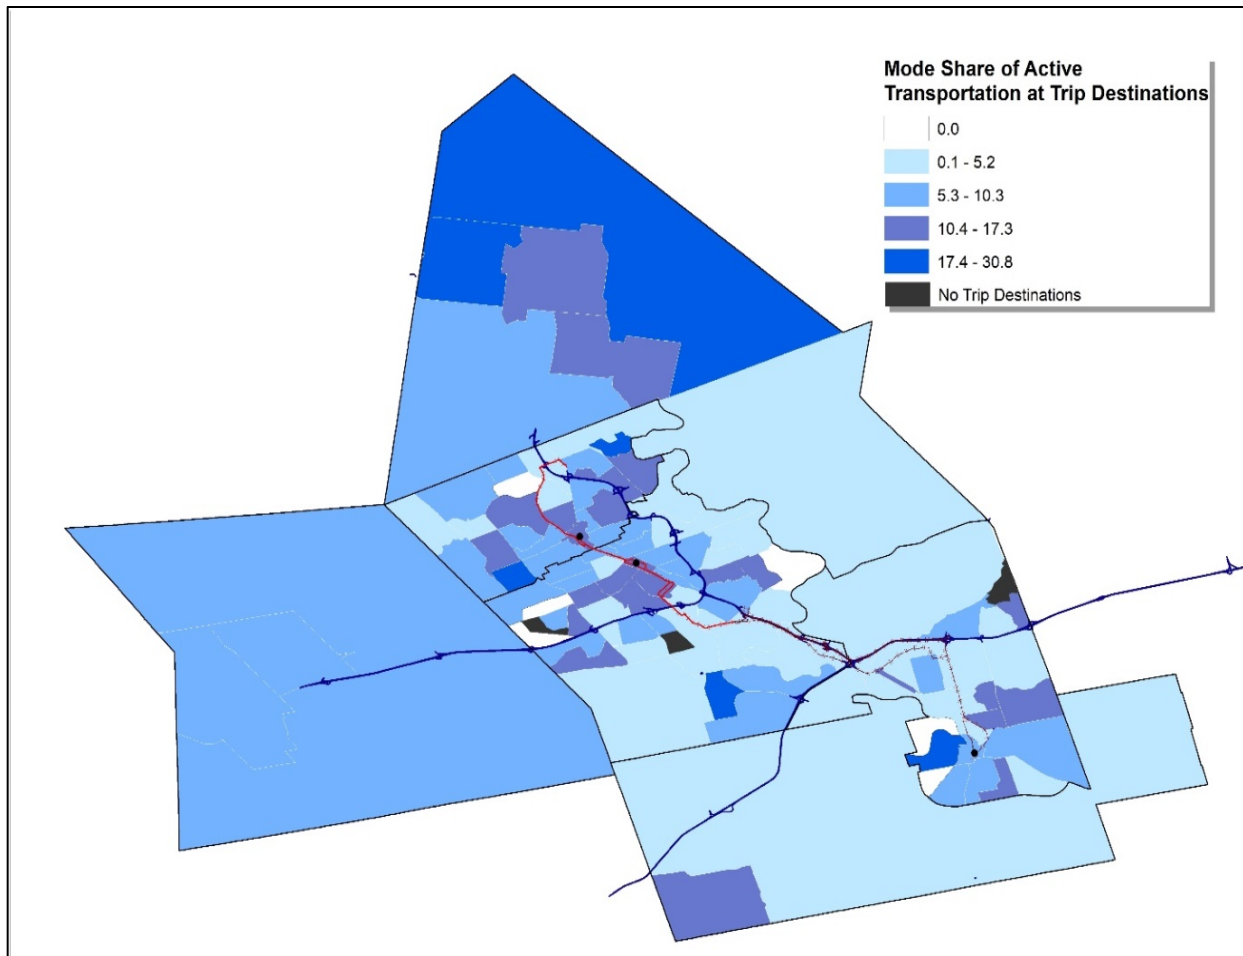 Mode Share of Active
Transportation at Trip Destinations
0.0
0.1 - 5.2
5.3 - 10.3
10.4 - 17.3
17.4 - 30.8
No Trip Destinations